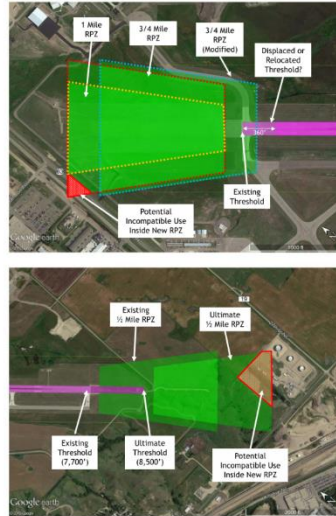 1 Mile
RPZ
3/4 Mile
RPZ
3/4 Mile
RPZ
(Modified)
Displaced or
Relocated
Threshold?
360'
Existing
Threshold
Potential
Incompatible Use
Inside New RPZ
Google earth
Existing
½ Mile RPZ
Ultimate
½ Mile RPZ
10
Existing
Threshold
(7,700')
Ultimate
Threshold
(8,500')
Potential
Incompatible Use
Inside New RPZ
Google earth